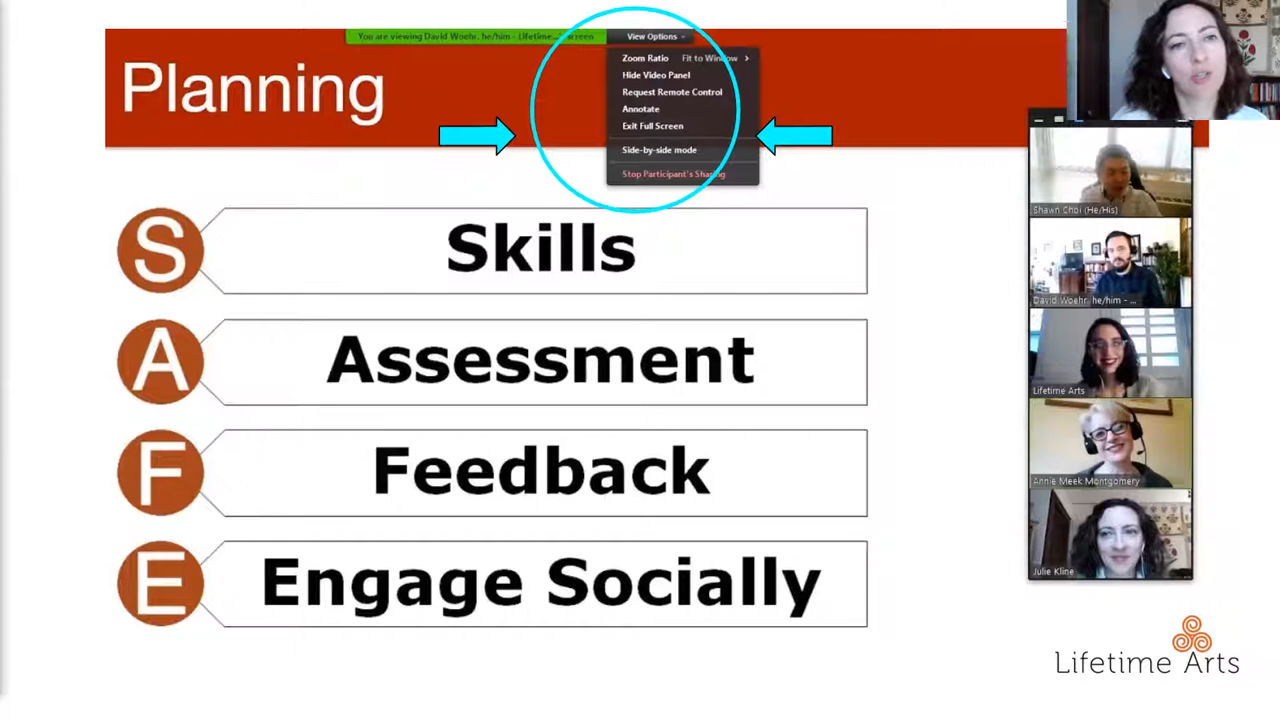 You are viewing David Woehr, he/him - Lifetime... screen
View Options
Planning
Zoom Ratio Fit to Window
Hide Video Panel
Request Remote Control
Annotate
Exit Full Screen
Side-by-side mode
Stop Participant's Sharing
Shawn Choi (He/His)
S Skills
David Woehr, he/him - ...
A Assessment
Lifetime Arts
F Feedback
Annie Meek Montgomery
E Engage Socially
Julie Kline
Lifetime Arts